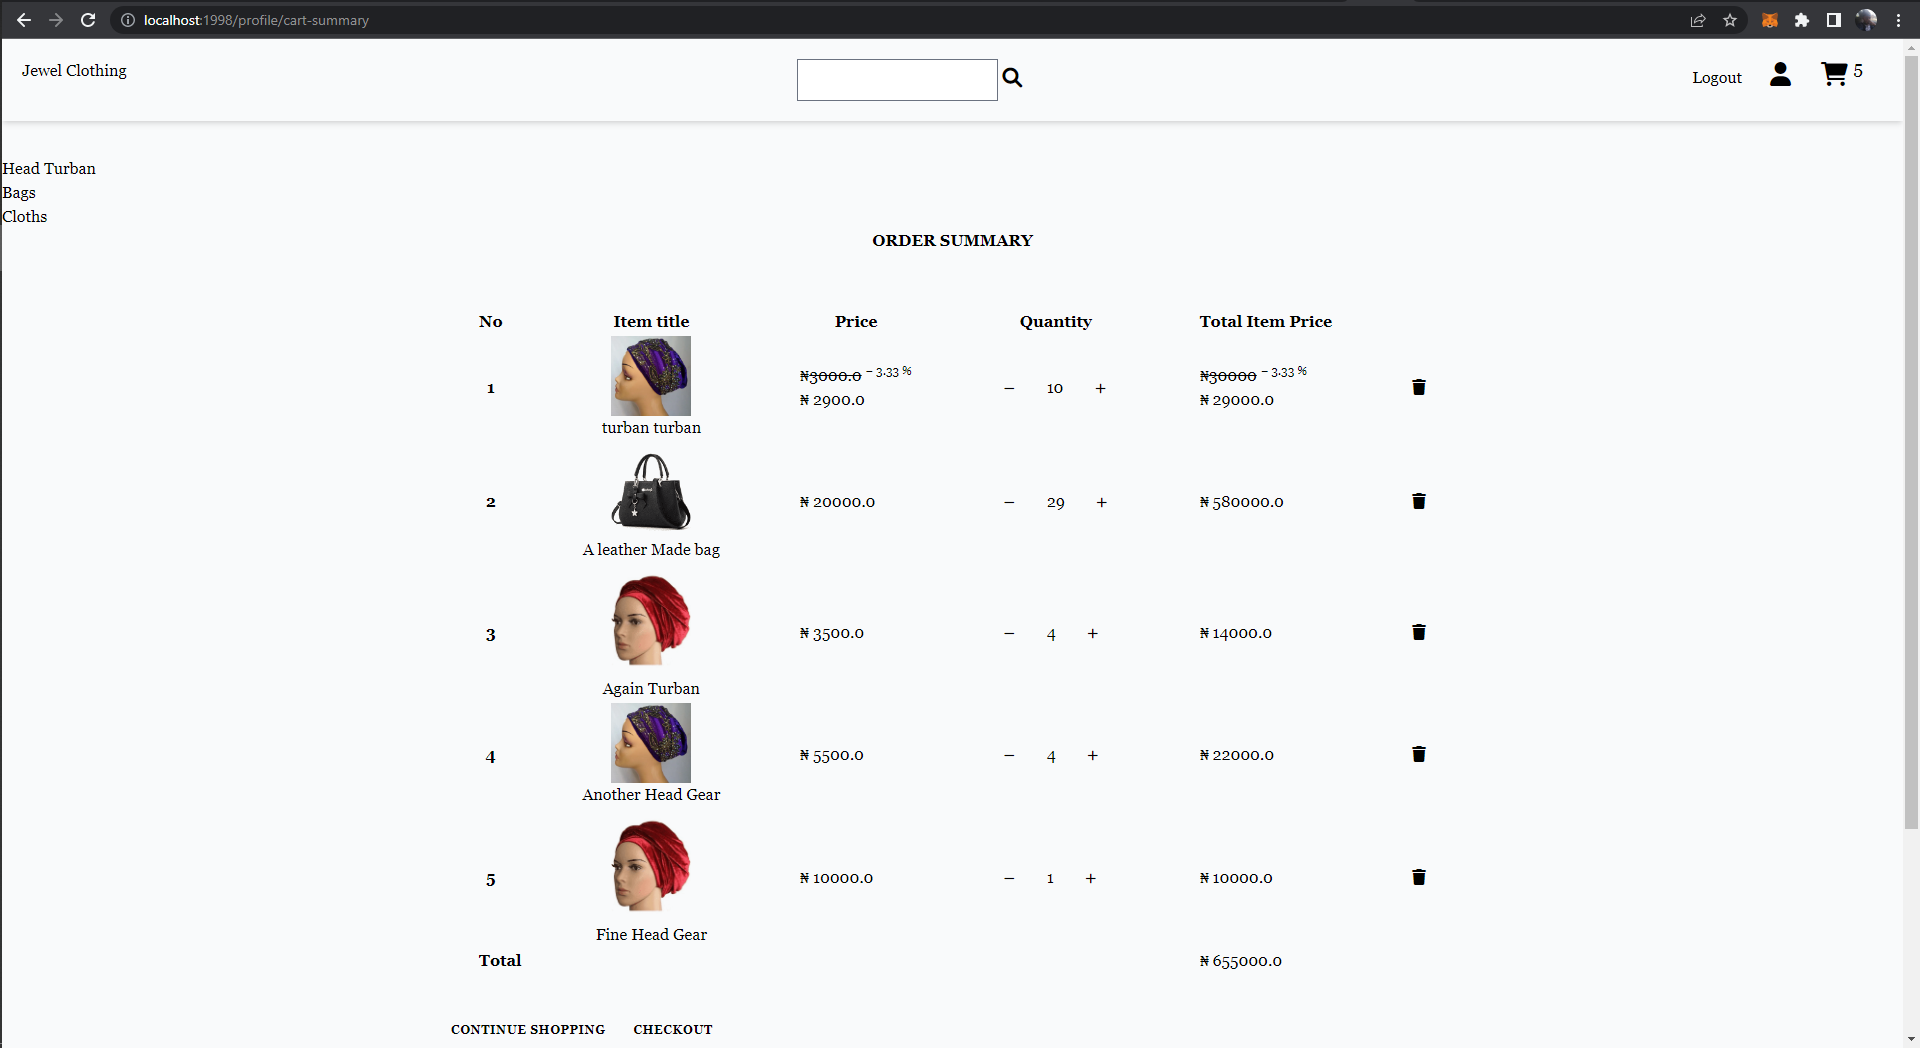 localhost:1998/profile/cart-summary
Jewel Clothing
Logout
5
Head Turban
Bags
Cloths
ORDER SUMMARY
No Item title Price Quantity Total Item Price
₦3000.0 − 3.33 % ₦30000 − 3.33 %
1 − 10 +
₦ 2900.0 ₦ 29000.0
turban turban
2 ₦ 20000.0 − 29 + ₦ 580000.0
A leather Made bag
3 ₦ 3500.0 − 4 + ₦ 14000.0
Again Turban
4 ₦ 5500.0 − 4 + ₦ 22000.0
Another Head Gear
5 ₦ 10000.0 − 1 + ₦ 10000.0
Fine Head Gear
Total ₦ 655000.0
CONTINUE SHOPPING CHECKOUT